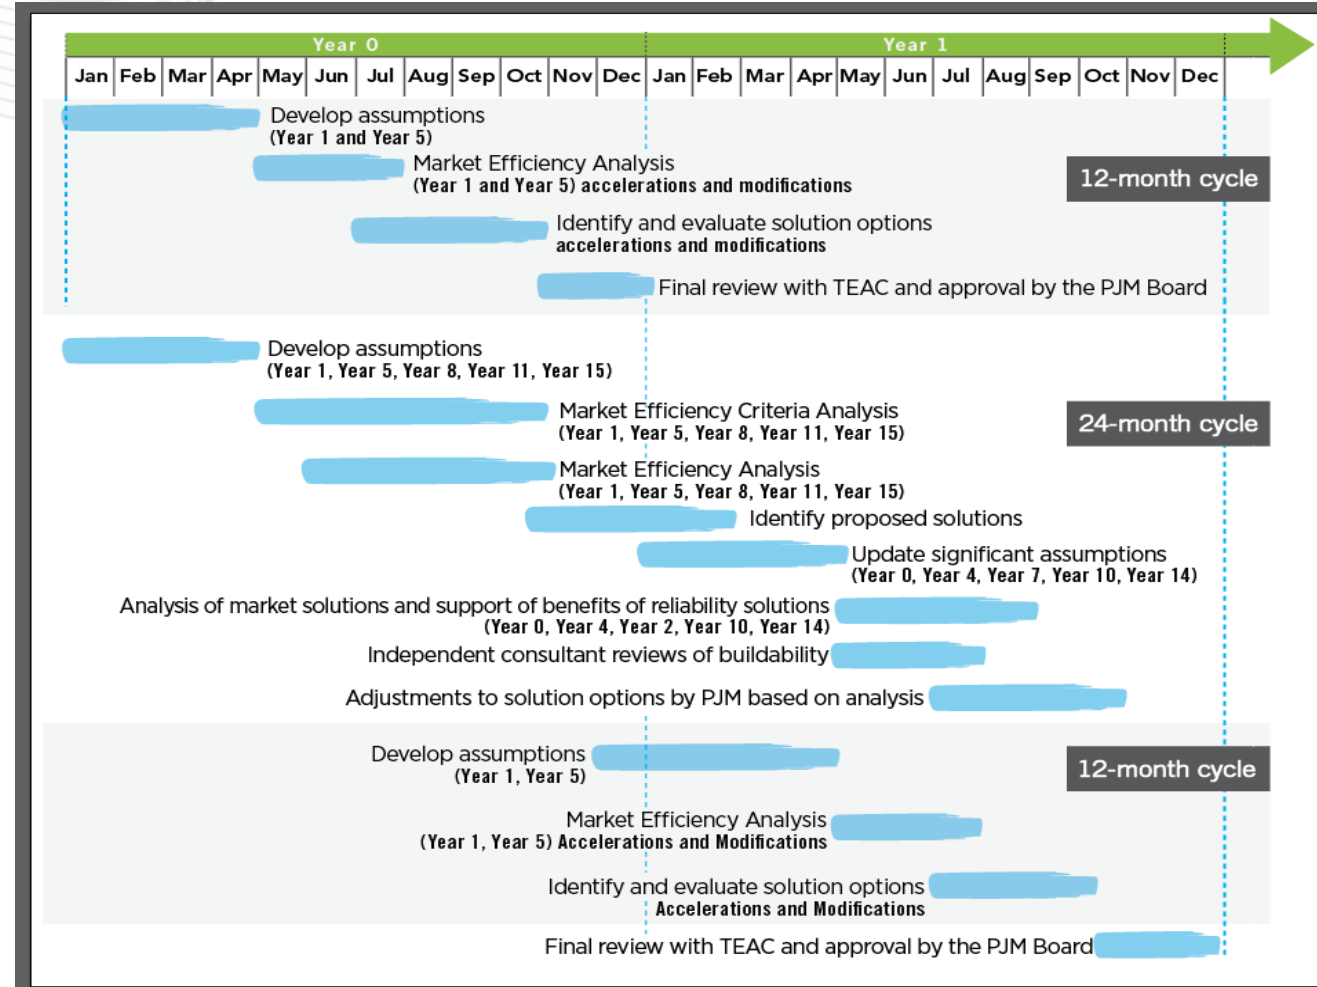 Year 0 Year 1
Jan Feb Mar Apr May Jun Jul Aug Sep Oct Nov Dec Jan Feb Mar Apr May Jun Jul Aug Sep Oct Nov Dec
Develop assumptions
(Year 1 and Year 5)
Market Efficiency Analysis
(Year 1 and Year 5) accelerations and modifications
12-month cycle
Identify and evaluate solution options
accelerations and modifications
Final review with TEAC and approval by the PJM Board
Develop assumptions
(Year 1, Year 5, Year 8, Year 11, Year 15)
Market Efficiency Criteria Analysis
(Year 1, Year 5, Year 8, Year 11, Year 15)
24-month cycle
Market Efficiency Analysis
(Year 1, Year 5, Year 8, Year 11, Year 15)
Identify proposed solutions
Update significant assumptions
(Year 0, Year 4, Year 7, Year 10, Year 14)
Analysis of market solutions and support of benefits of reliability solutions
(Year 0, Year 4, Year 2, Year 10, Year 14)
Independent consultant reviews of buildability
Adjustments to solution options by PJM based on analysis
Develop assumptions
(Year 1, Year 5)
12-month cycle
Market Efficiency Analysis
(Year 1, Year 5) Accelerations and Modifications
Identify and evaluate solution options
Accelerations and Modifications
Final review with TEAC and approval by the PJM Board